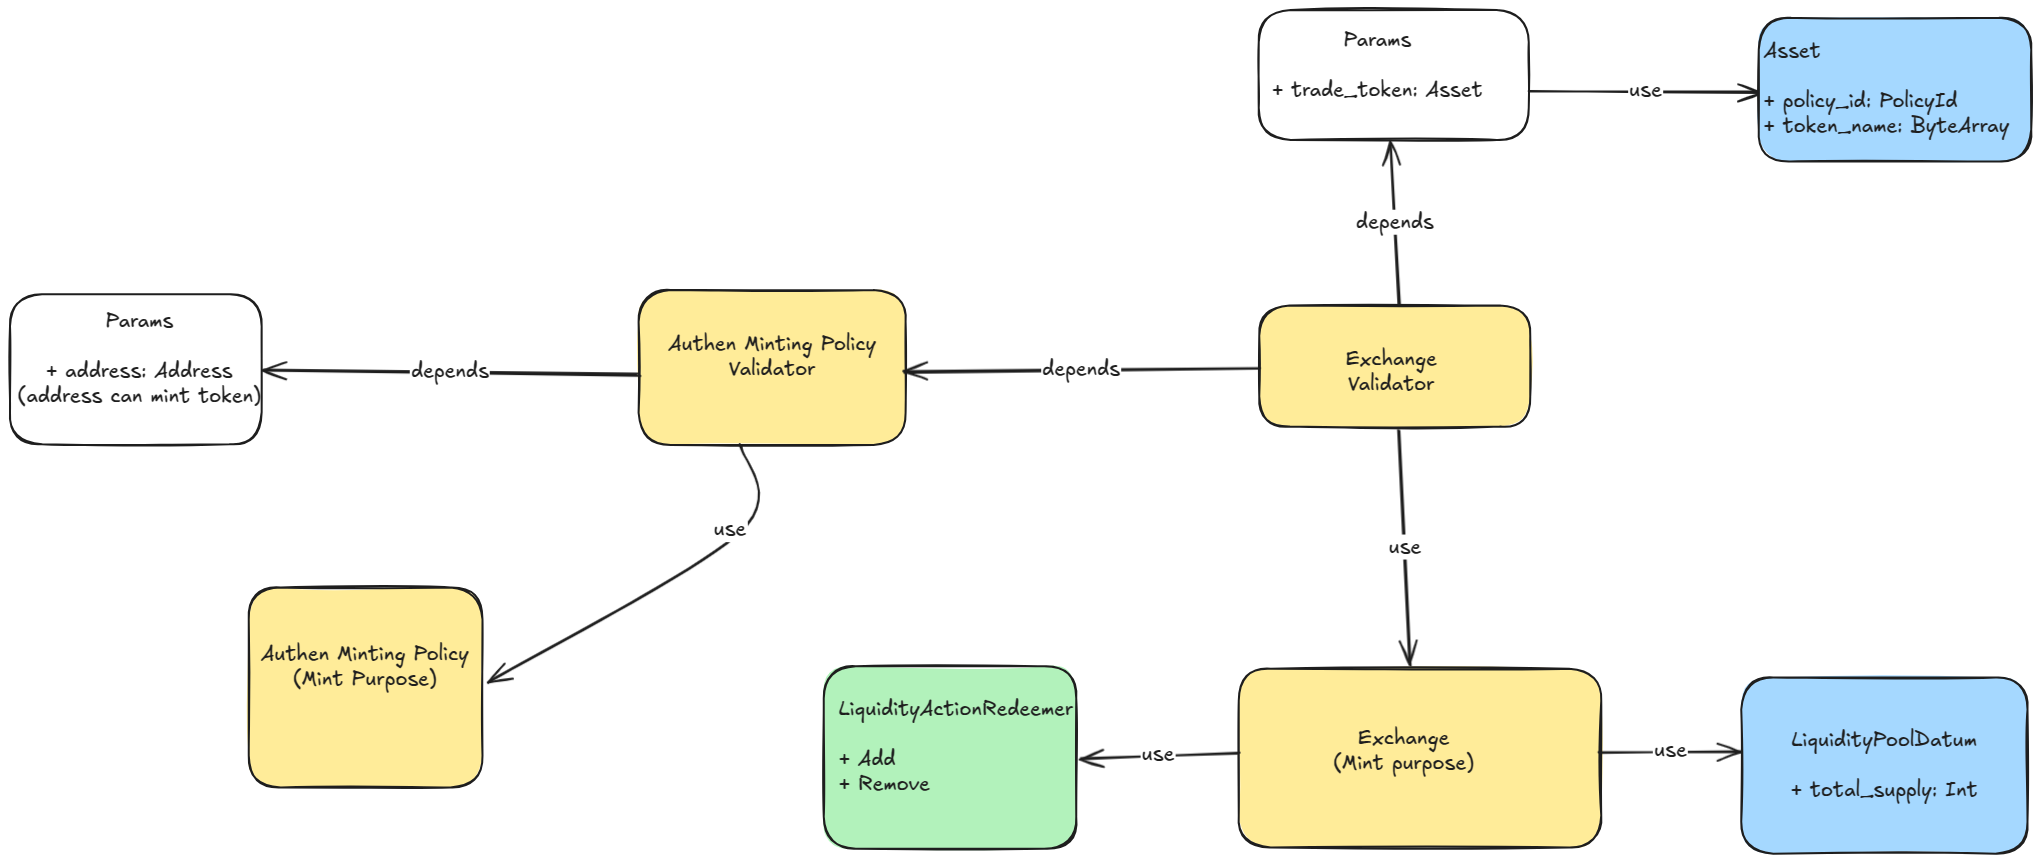 Params
+ trade_token: Asset
use
Asset
+ policy_id: PolicyId
+ token_name: ByteArray
depends
Params
+ address: Address
(address can mint token)
depends
Authen Minting Policy
Validator
depends
Exchange
Validator
use
use
Authen Minting Policy
(Mint Purpose)
LiquidityActionRedeemer
+ Add
+ Remove
use
Exchange
(Mint purpose)
use
LiquidityPoolDatum
+ total_supply: Int